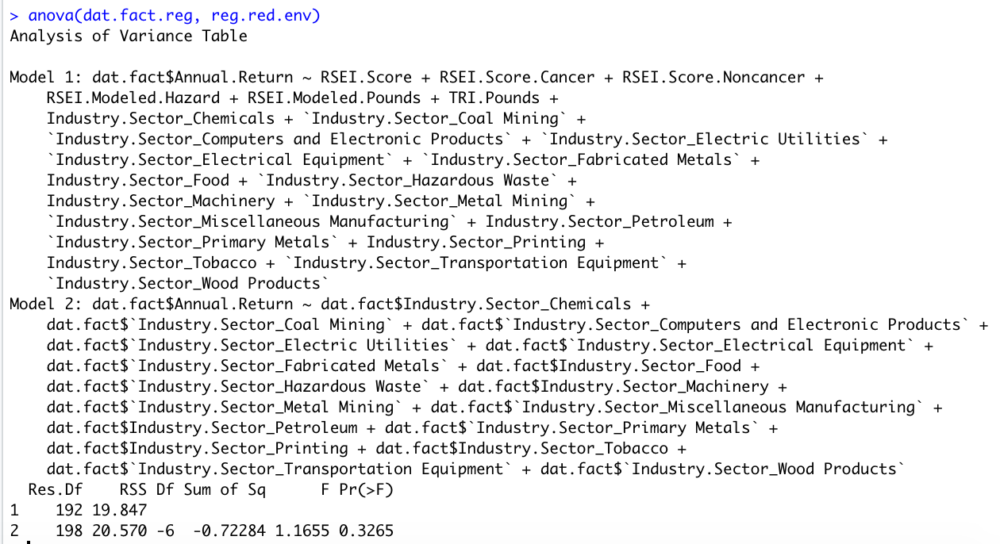 > anova(dat.fact.reg, reg.red.env)
Analysis of Variance Table
Model 1: dat.fact$Annual.Return ~ RSEI.Score + RSEI.Score.Cancer + RSEI.Score.Noncancer +
RSEI.Modeled.Hazard + RSEI.Modeled.Pounds + TRI.Pounds +
Industry.Sector_Chemicals + `Industry.Sector_Coal Mining` +
`Industry.Sector_Computers and Electronic Products` + `Industry.Sector_Electric Utilities` +
`Industry.Sector_Electrical Equipment` + `Industry.Sector_Fabricated Metals` +
Industry.Sector_Food + `Industry.Sector_Hazardous Waste` +
Industry.Sector_Machinery + `Industry.Sector_Metal Mining` +
`Industry.Sector_Miscellaneous Manufacturing` + Industry.Sector_Petroleum +
`Industry.Sector_Primary Metals` + Industry.Sector_Printing +
Industry.Sector_Tobacco + `Industry.Sector_Transportation Equipment` +
`Industry.Sector_Wood Products`
Model 2: dat.fact$Annual.Return ~ dat.fact$Industry.Sector_Chemicals +
dat.fact$`Industry.Sector_Coal Mining` + dat.fact$`Industry.Sector_Computers and Electronic Products` +
dat.fact$`Industry.Sector_Electric Utilities` + dat.fact$`Industry.Sector_Electrical Equipment` +
dat.fact$`Industry.Sector_Fabricated Metals` + dat.fact$Industry.Sector_Food +
dat.fact$`Industry.Sector_Hazardous Waste` + dat.fact$Industry.Sector_Machinery +
dat.fact$`Industry.Sector_Metal Mining` + dat.fact$`Industry.Sector_Miscellaneous Manufacturing` +
dat.fact$Industry.Sector_Petroleum + dat.fact$`Industry.Sector_Primary Metals` +
dat.fact$Industry.Sector_Printing + dat.fact$Industry.Sector_Tobacco +
dat.fact$`Industry.Sector_Transportation Equipment` + dat.fact$`Industry.Sector_Wood Products`
Res.Df RSS Df Sum of Sq F Pr(>F)
1 192 19.847
2 198 20.570 -6 -0.72284 1.1655 0.3265